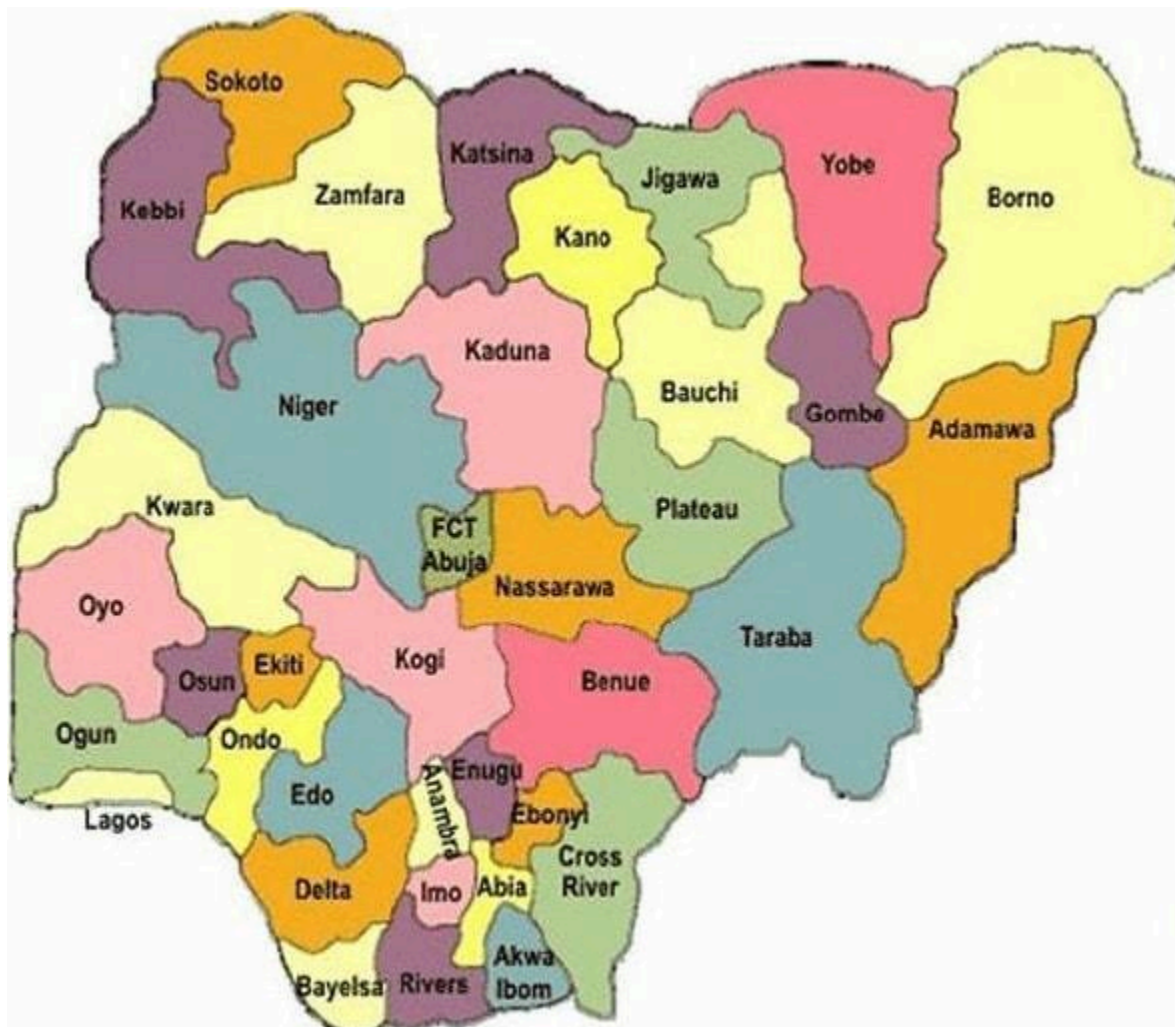 Sokoto
Katsina
Yobe
Jigawa
Zamfara
Borno
Kebbi
Kano
Kaduna
Bauchi
Niger
Gombe
Adamawa
Kwara
Plateau
FCT
Abuja
Nassarawa
Oyo
Taraba
Kogi
Ekiti
Osun
Benue
Ogun
Ondo
Enugu
Edo
Anambra
Ebonyi
Lagos
Cross
River
Delta
Imo
Abia
Akwa
Ibom
Bayelsa
Rivers